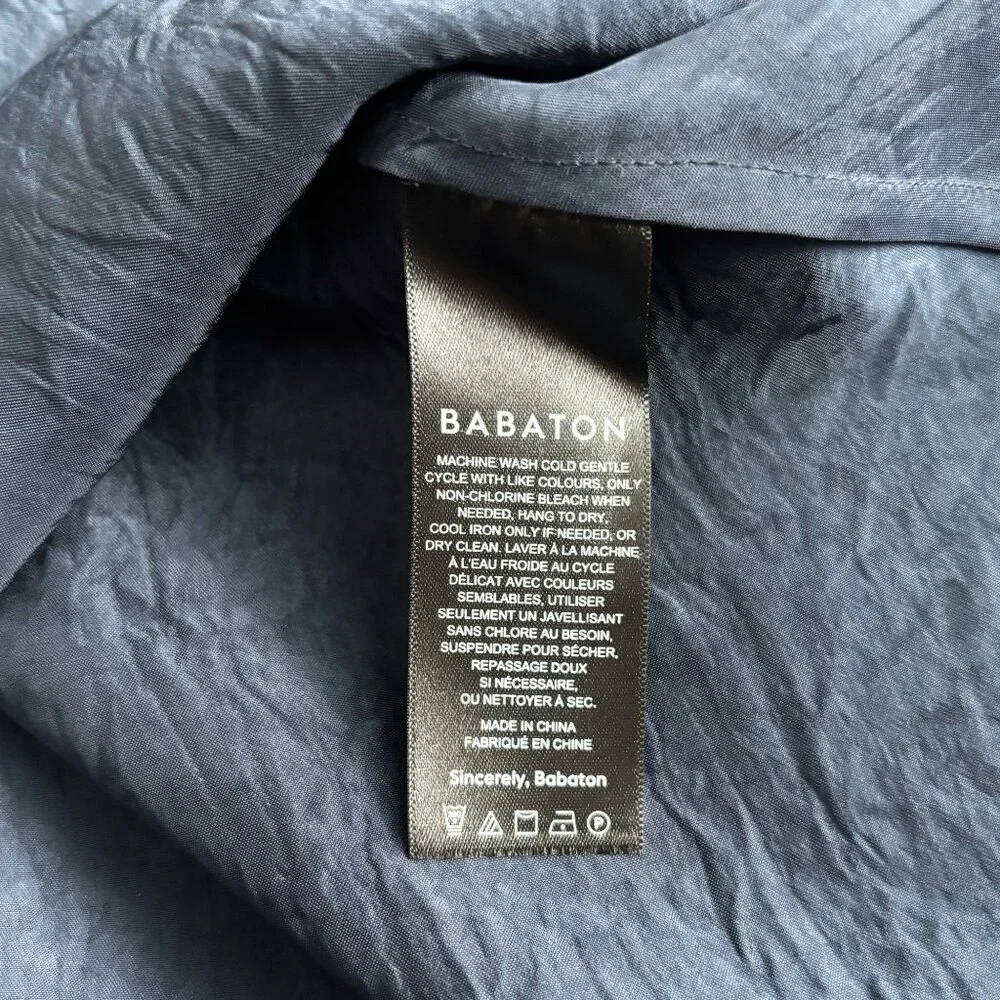 BABATON
MACHINE WASH COLD GENTLE
CYCLE WITH LIKE COLOURS, ONLY
NON-CHLORINE BLEACH WHEN
NEEDED, HANG TO DRY,
COOL IRON ONLY IF NEEDED, OR
DRY CLEAN. LAVER À LA MACHINE
À L'EAU FROIDE AU CYCLE
DÉLICAT AVEC COULEURS
SEMBLABLES, UTILISER
SEULEMENT UN JAVELLISANT
SANS CHLORE AU BESOIN,
SUSPENDRE POUR SÉCHER,
REPASSAGE DOUX
SI NÉCESSAIRE,
OU NETTOYER À SEC.
MADE IN CHINA
FABRIQUÉ EN CHINE
Sincerely, Babaton
P